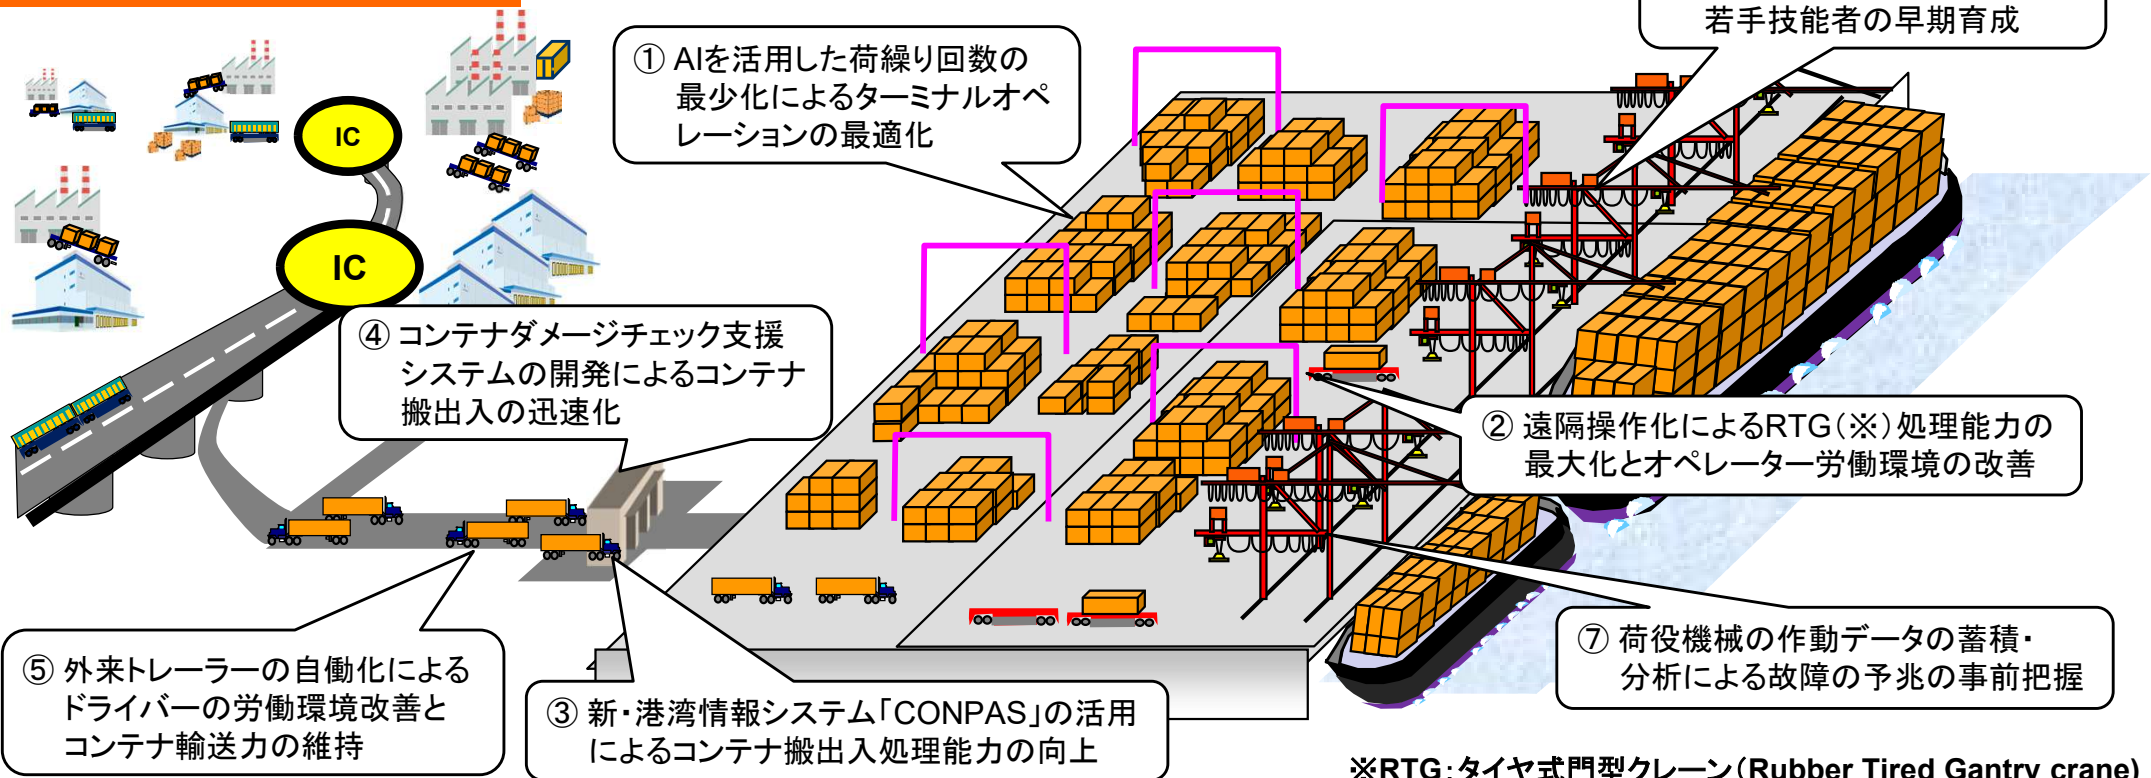 若手技能者の早期育成
① AIを活用した荷繰り回数の
最少化によるターミナルオペ
レーションの最適化
IC
IC
④ コンテナダメージチェック支援
システムの開発によるコンテナ
搬出入の迅速化
② 遠隔操作化によるRTG(※)処理能力の
最大化とオペレーター労働環境の改善
⑤ 外来トレーラーの自働化による
ドライバーの労働環境改善と
コンテナ輸送力の維持
③ 新・港湾情報システム「CONPAS」の活用
によるコンテナ搬出入処理能力の向上
⑦ 荷役機械の作動データの蓄積・
分析による故障の予兆の事前把握
※RTG:タイヤ式門型クレーン(Rubber Tired Gantry crane)